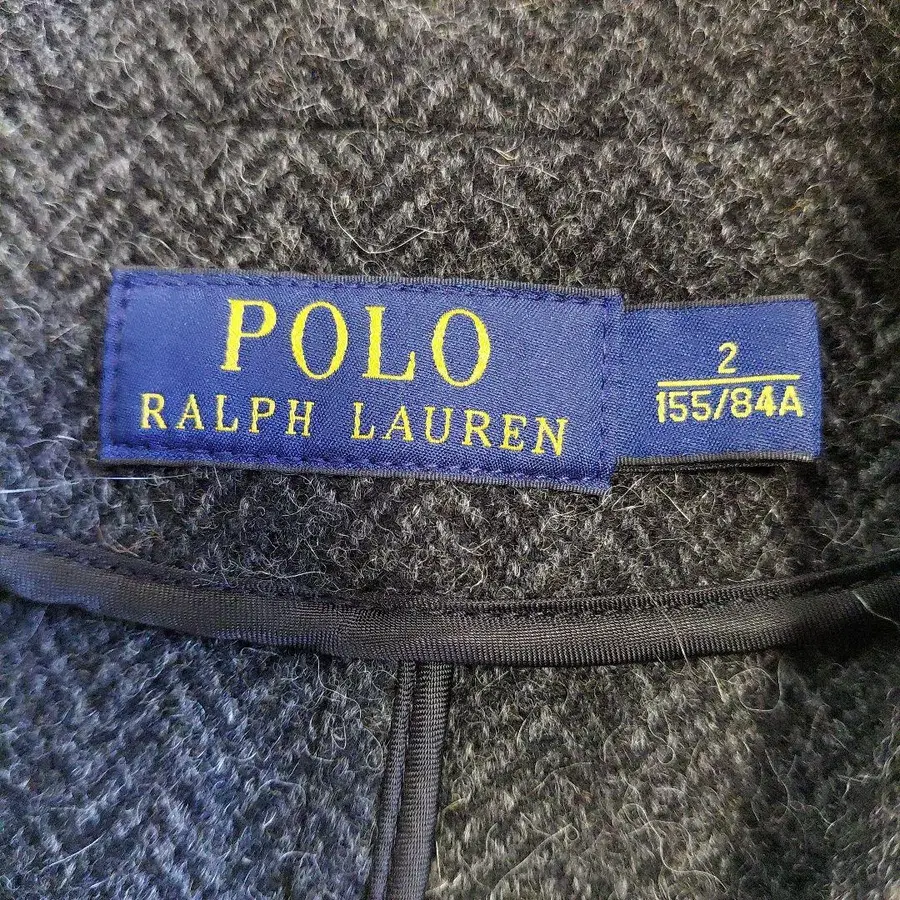 POLO
RALPH LAUREN
2
155/84A